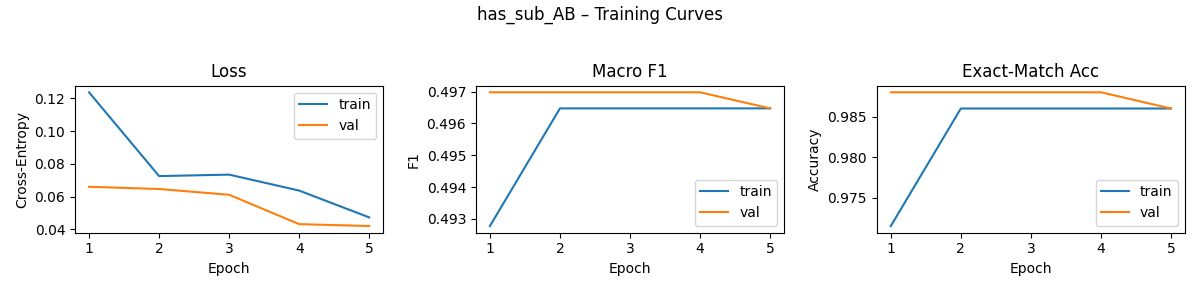 has_sub_AB – Training Curves
Loss
Cross-Entropy
0.12
0.10
0.08
0.06
0.04
train
val
1 2 3 4 5
Epoch
Macro F1
F1
0.497
0.496
0.495
0.494
0.493
train
val
1 2 3 4 5
Epoch
Exact-Match Acc
Accuracy
0.985
0.980
0.975
train
val
1 2 3 4 5
Epoch